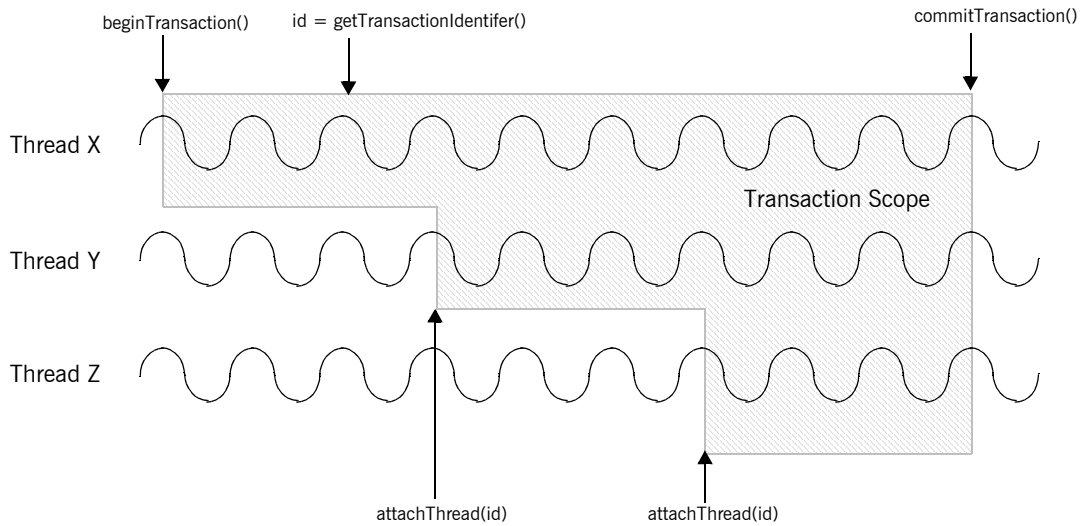 beginTransaction()
id = getTransactionIdentifer()
commitTransaction()
Thread X
Transaction Scope
Thread Y
Thread Z
attachThread(id)
attachThread(id)